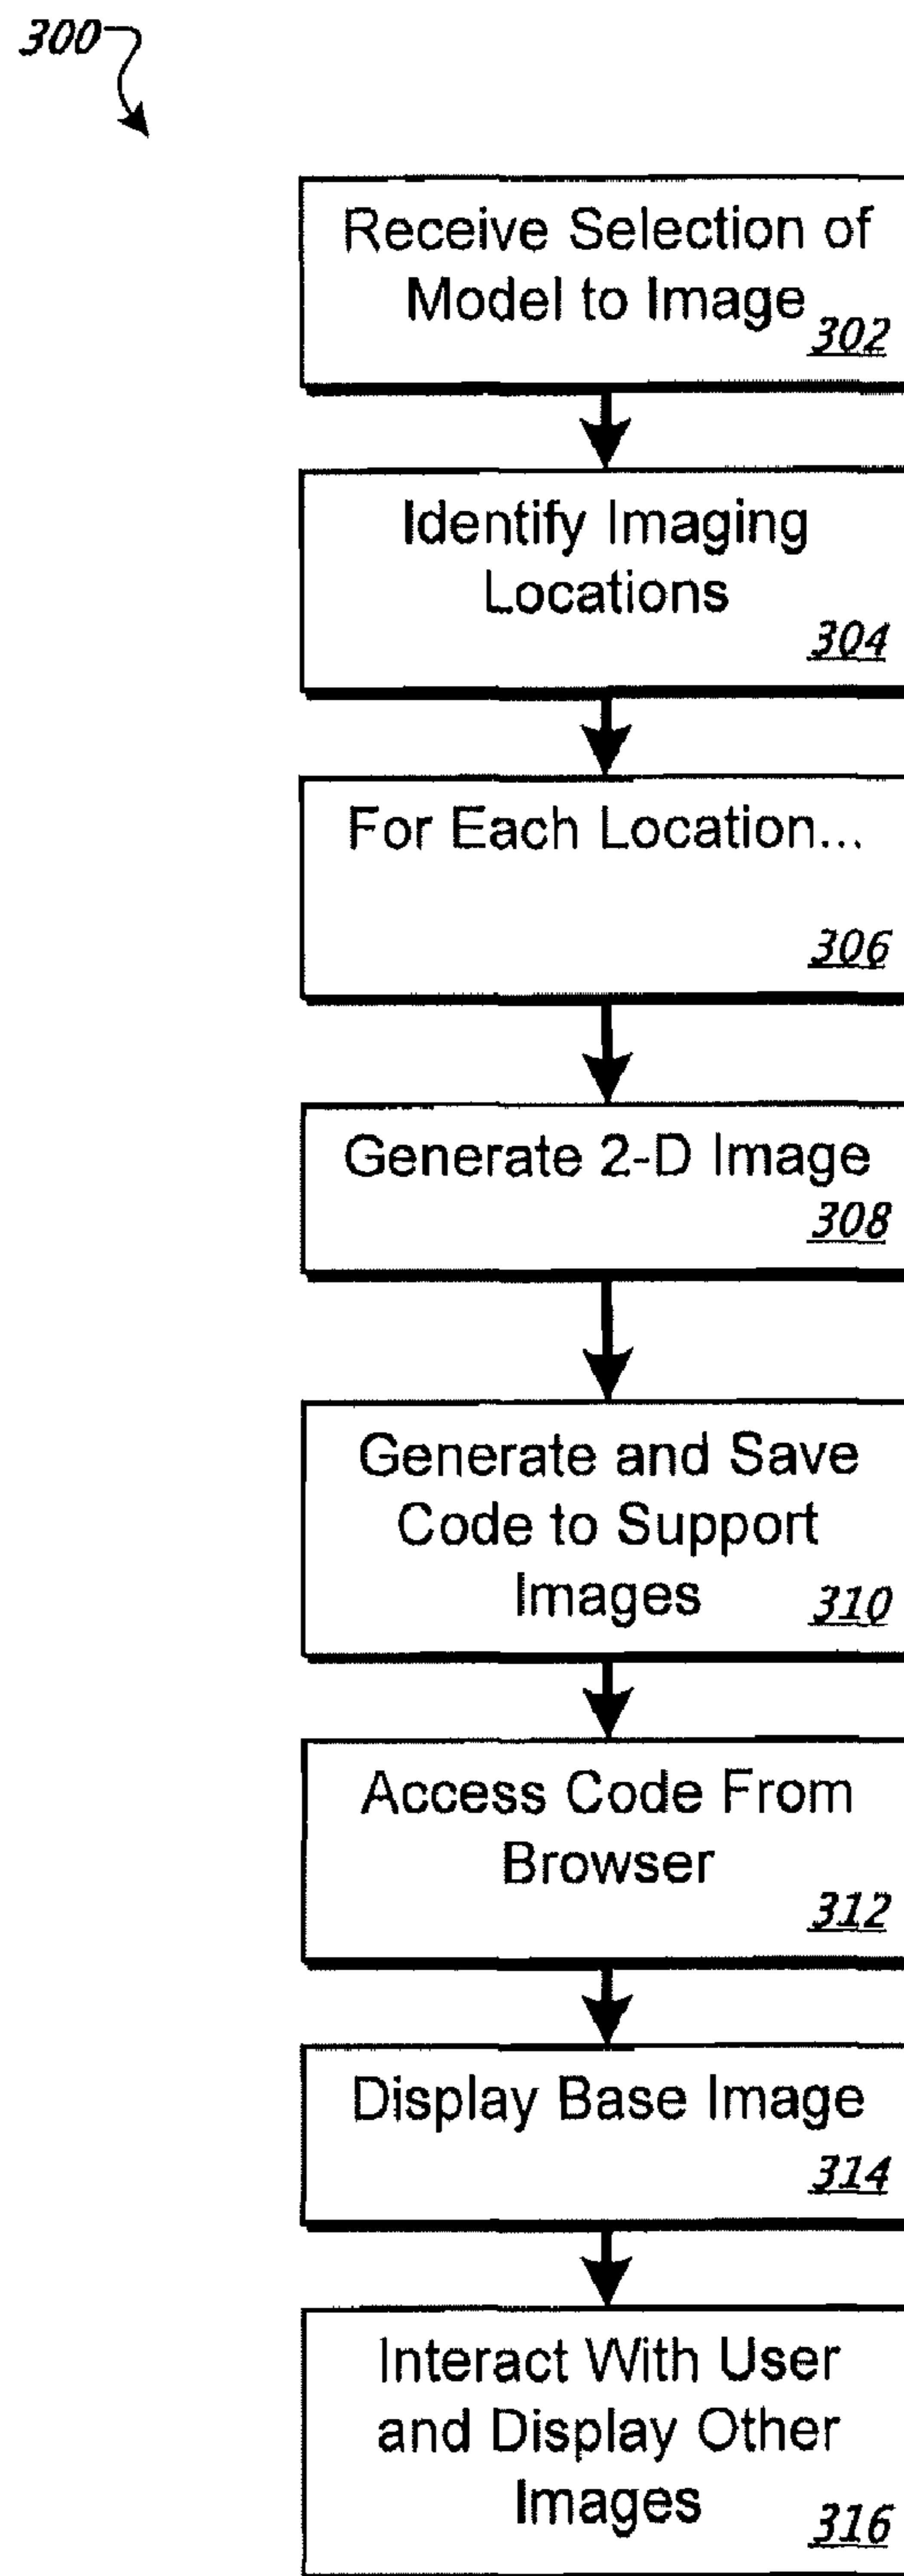 300
Receive Selection of
Model to Image
302
Identify Imaging
Locations
304
For Each Location...
306
Generate 2-D Image
308
Generate and Save
Code to Support
Images
310
Access Code From
Browser
312
Display Base Image
314
Interact With User
and Display Other
Images
316